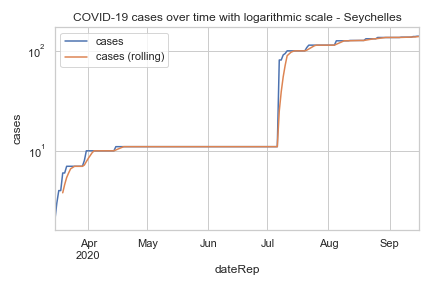 COVID-19 cases over time with logarithmic scale - Seychelles
cases
cases (rolling)
10²
10¹
cases
Apr
2020
May
Jun
Jul
Aug
Sep
dateRep